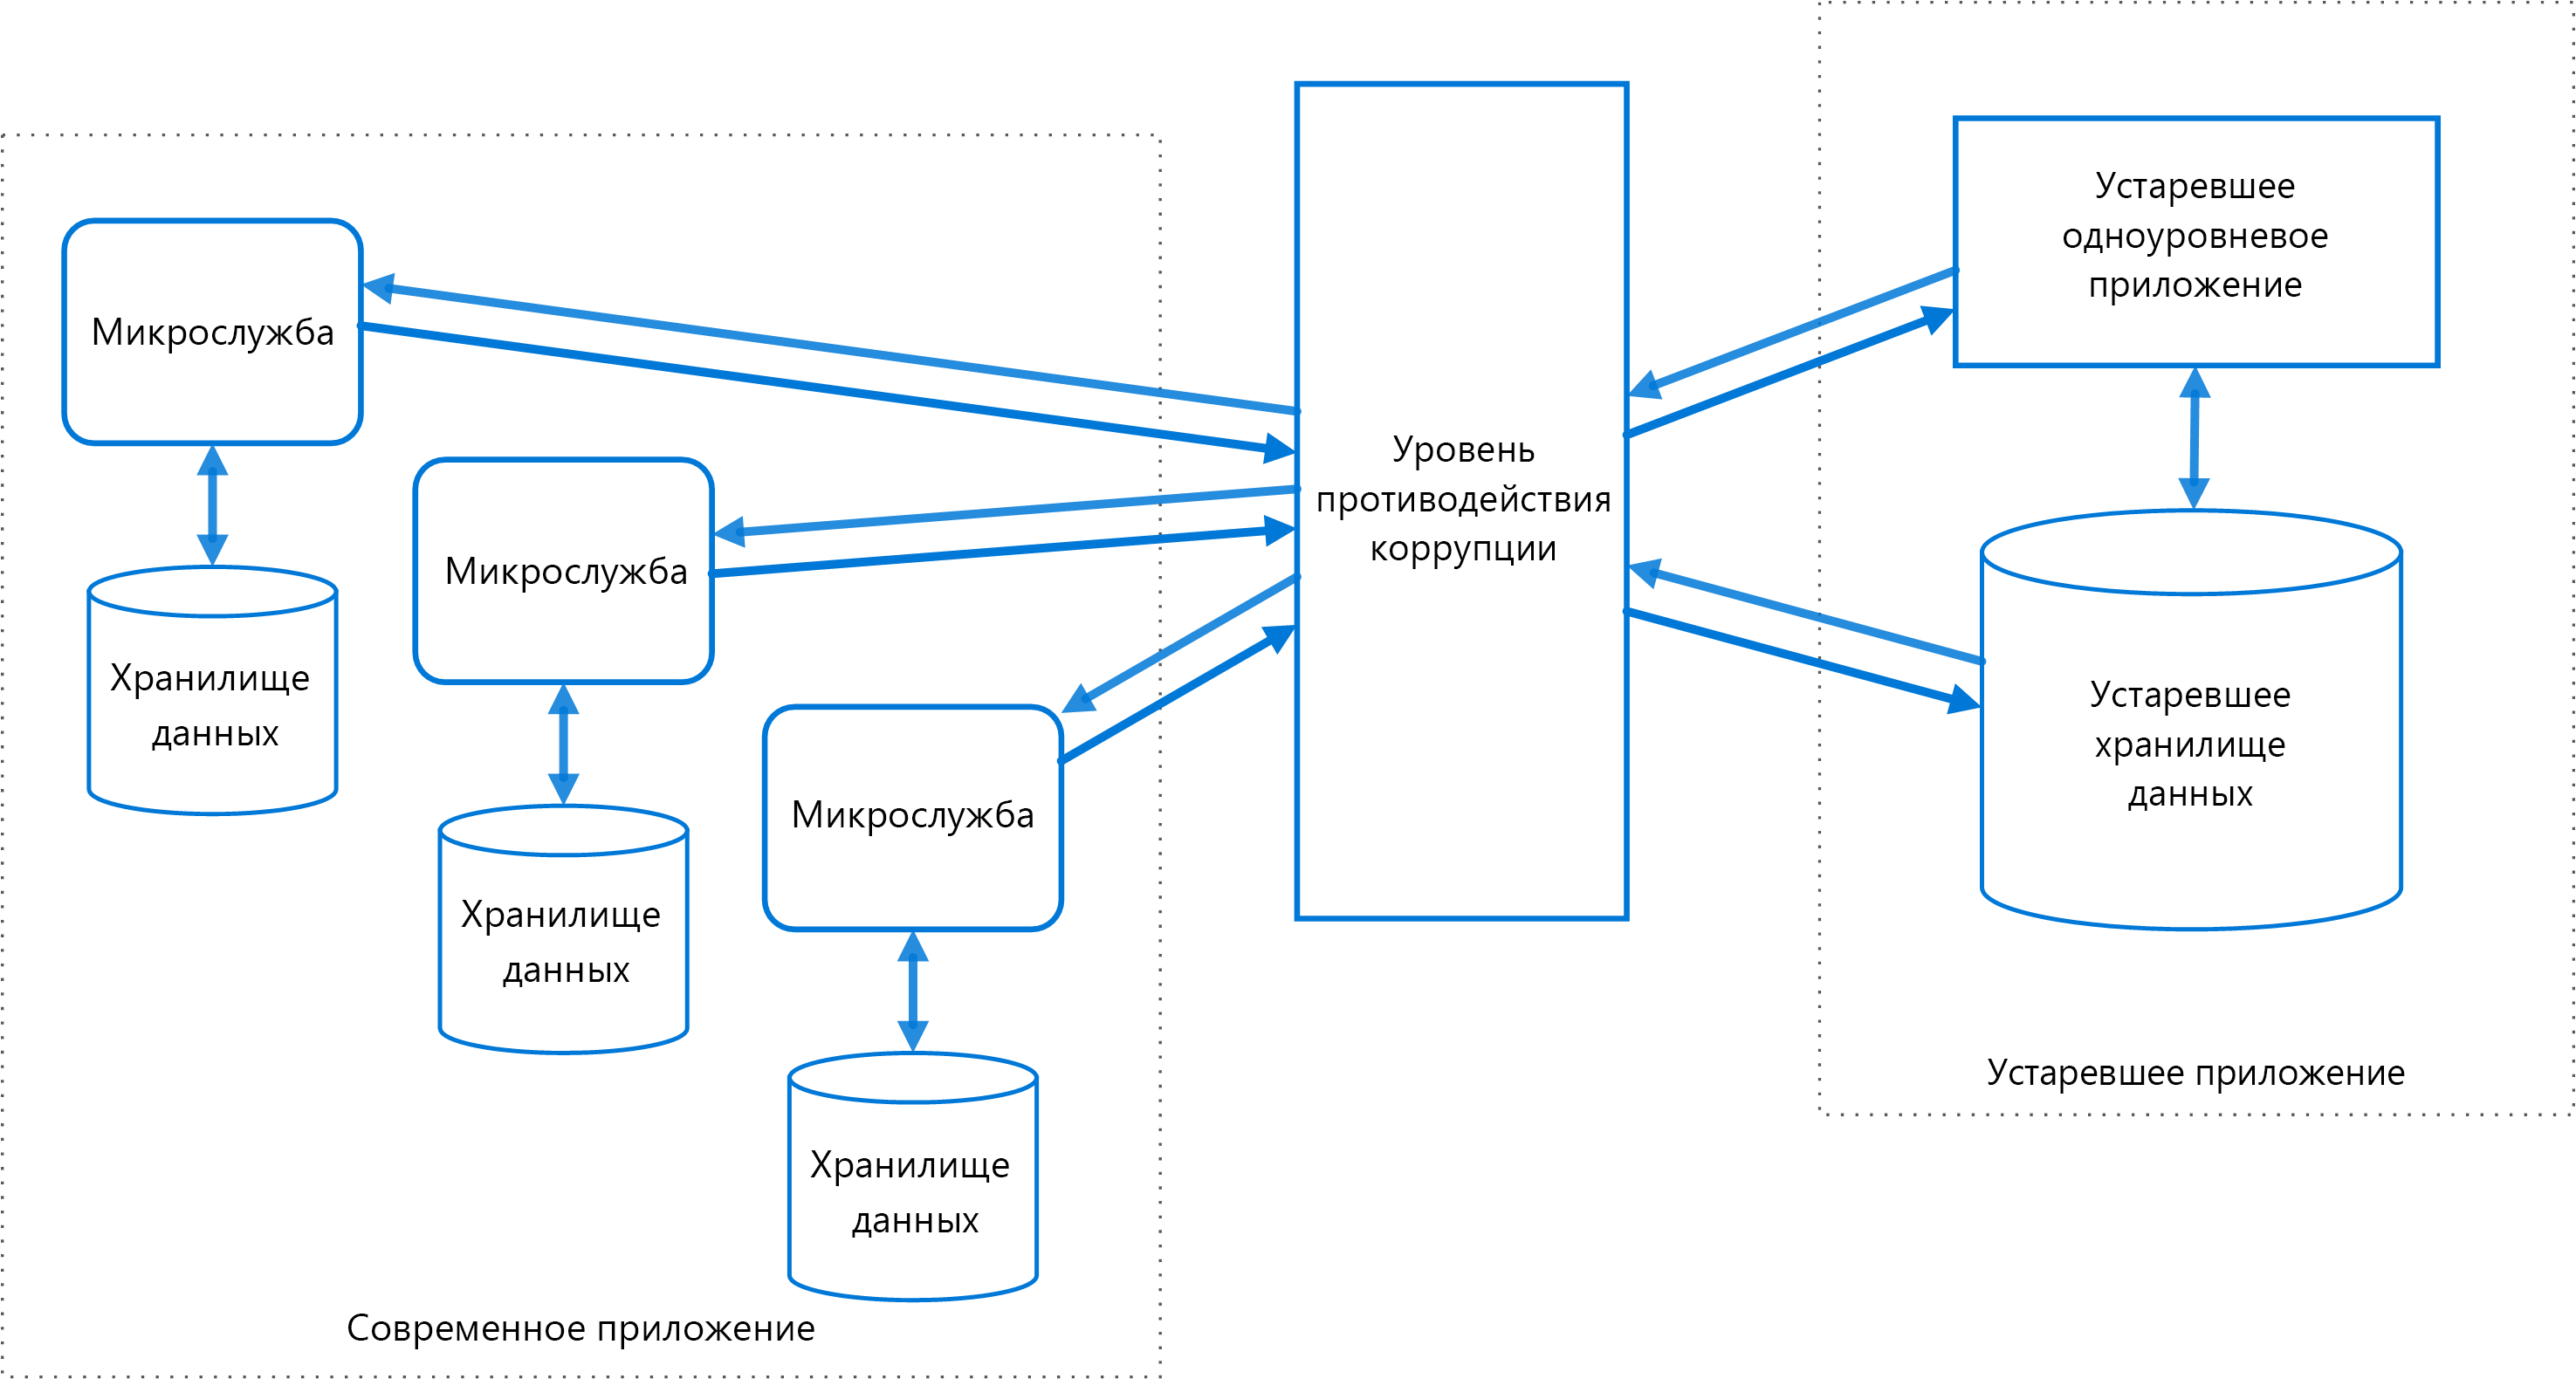 Микрослужба
Хранилище
данных
Микрослужба
Хранилище
данных
Микрослужба
Хранилище
данных
Современное приложение
Уровень
противодействия
коррупции
Устаревшее
одноуровневое
приложение
Устаревшее
хранилище
данных
Устаревшее приложение